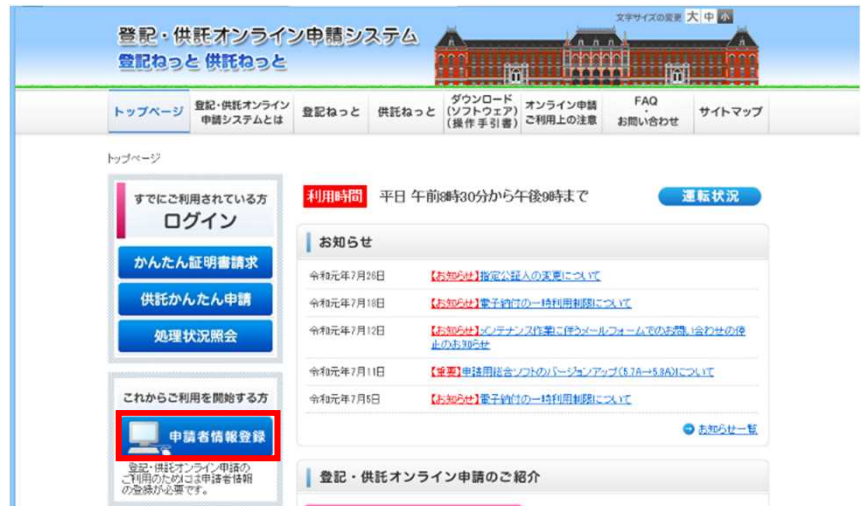 文字サイズの変更 大 中 小
登記・供託オンライン申請システム
登記ねっと 供託ねっと
トップページ
登記・供託オンライン
申請システムとは
登記ねっと
供託ねっと
ダウンロード
(ソフトウェア)
(操作手引書)
オンライン申請
ご利用上の注意
FAQ
・
お問い合わせ
サイトマップ
トップページ
すでにご利用されている方
ログイン
かんたん証明書請求
供託かんたん申請
処理状況照会
これからご利用を開始する方
申請者情報登録
登記・供託オンライン申請の
ご利用のためには申請者情報
の登録が必要です。
利用時間 平日 午前8時30分から午後9時まで
運転状況
お知らせ
令和元年7月26日 【お知らせ】指定公証人の変更について
令和元年7月18日 【お知らせ】電子納付の一時利用制限について
令和元年7月12日 【お知らせ】メンテナンス作業に伴うメールフォームでのお問い合わせの停
止のお知らせ
令和元年7月11日 【重要】申請用総合ソフトのバージョンアップ(5.7A→5.8A)について
令和元年7月5日 【お知らせ】電子納付の一時利用制限について
お知らせ一覧
登記・供託オンライン申請のご紹介